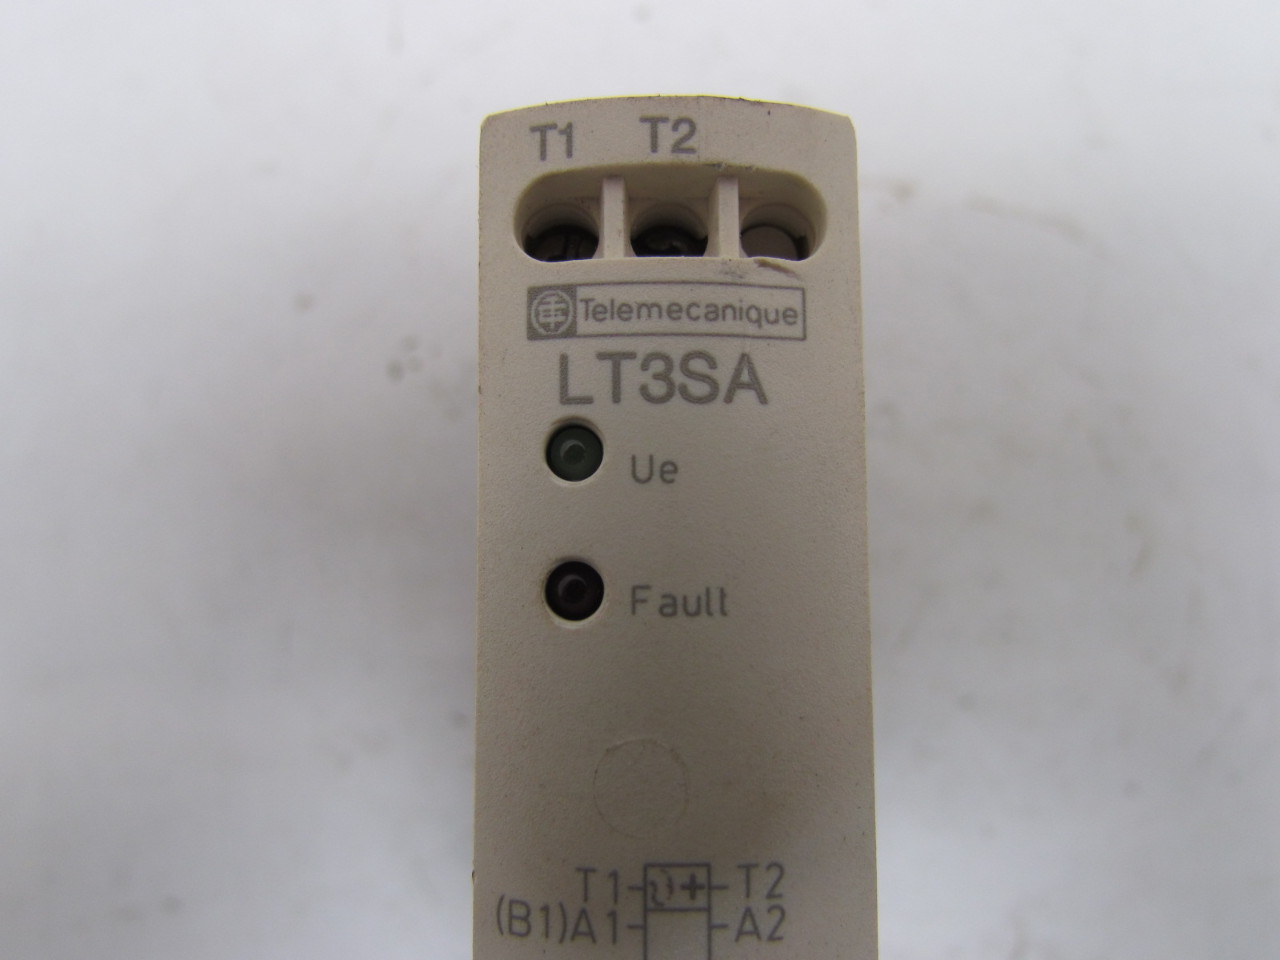 T1 T2
Telemecanique
LT3SA
Ue
Fault
T1 + T2
(B1)A1 A2